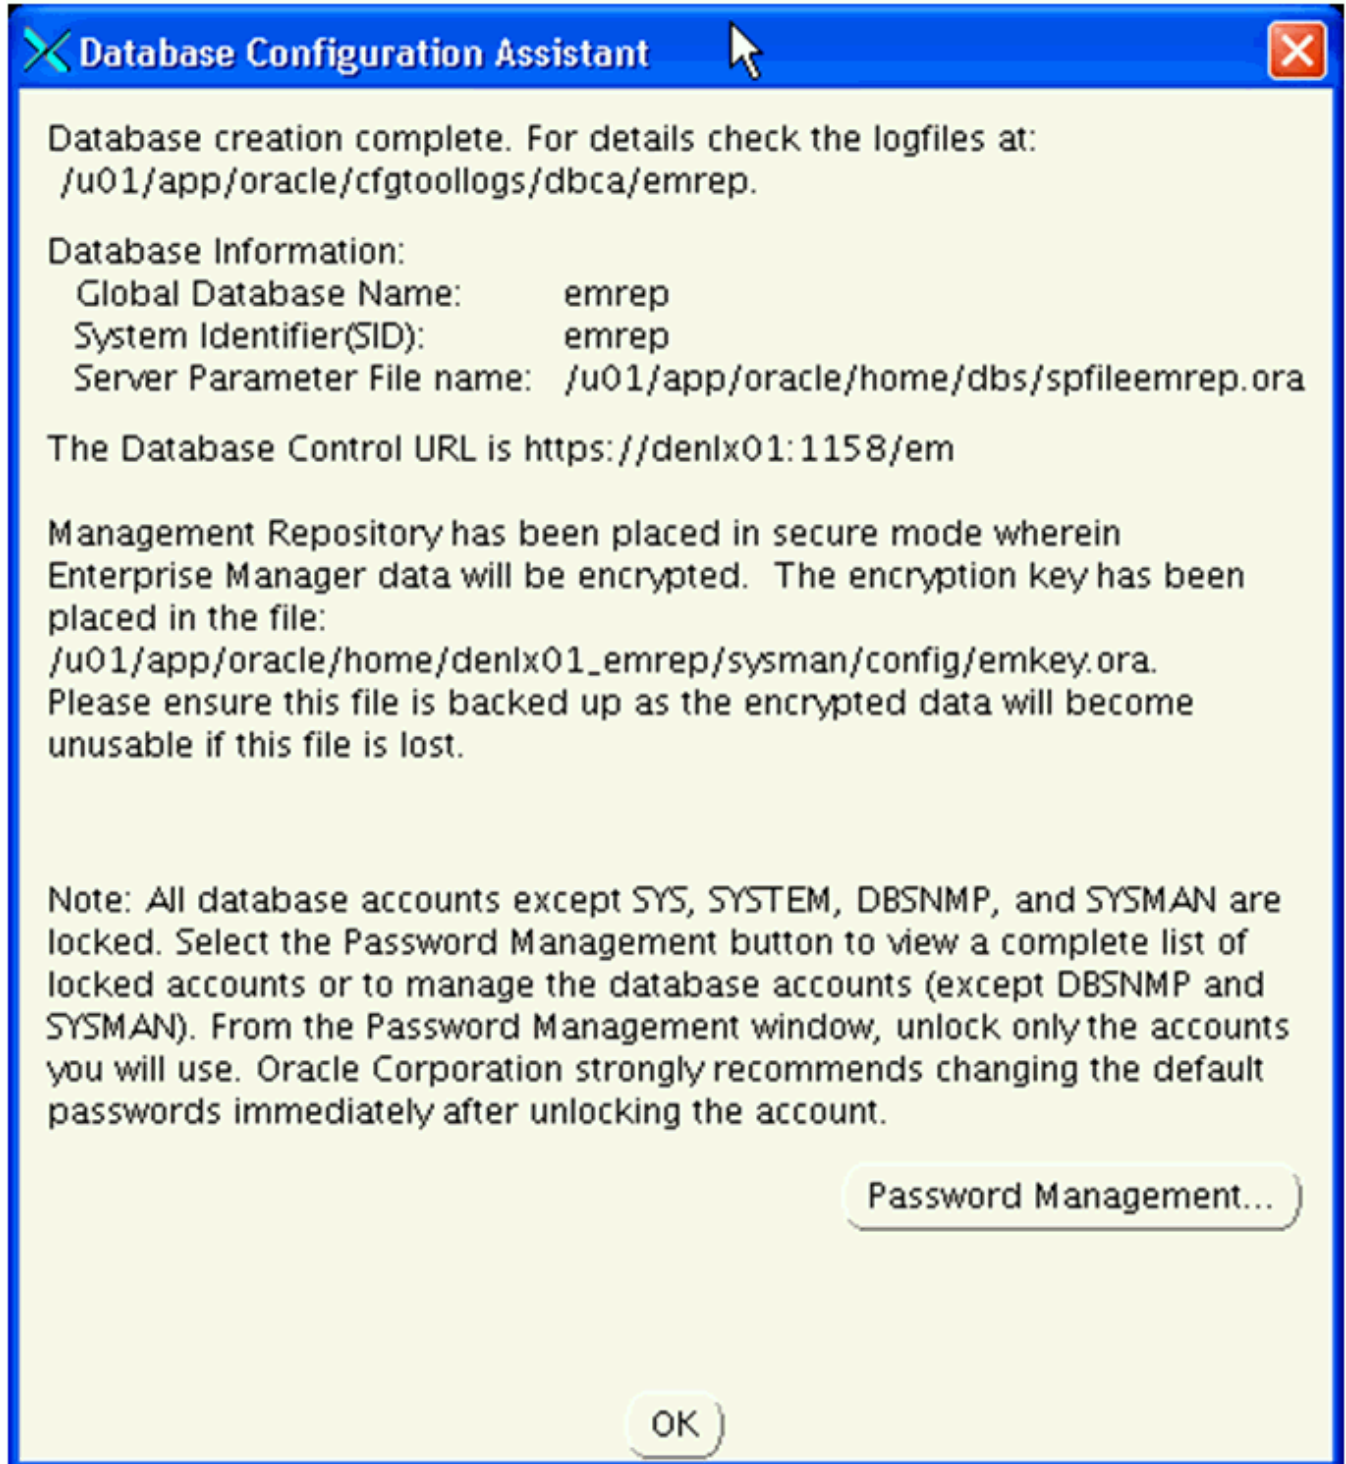 Database Configuration Assistant
Database creation complete. For details check the logfiles at:
/u01/app/oracle/cfgtoollogs/dbca/emrep.
Database Information:
Global Database Name: emrep
System Identifier(SID): emrep
Server Parameter File name: /u01/app/oracle/home/dbs/spfileemrep.ora
The Database Control URL is https://denlx01:1158/em
Management Repository has been placed in secure mode wherein
Enterprise Manager data will be encrypted. The encryption key has been
placed in the file:
/u01/app/oracle/home/denlx01_emrep/sysman/config/emkey.ora.
Please ensure this file is backed up as the encrypted data will become
unusable if this file is lost.
Note: All database accounts except SYS, SYSTEM, DBSNMP, and SYSMAN are
locked. Select the Password Management button to view a complete list of
locked accounts or to manage the database accounts (except DBSNMP and
SYSMAN). From the Password Management window, unlock only the accounts
you will use. Oracle Corporation strongly recommends changing the default
passwords immediately after unlocking the account.
Password Management...
OK